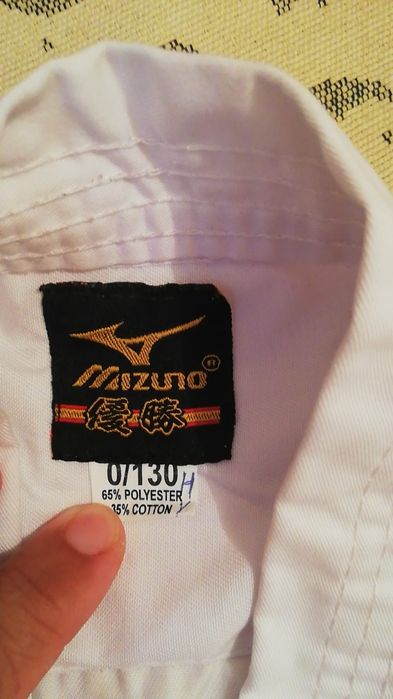 Mizuno®
優勝
0/130
65% POLYESTER
35% COTTON